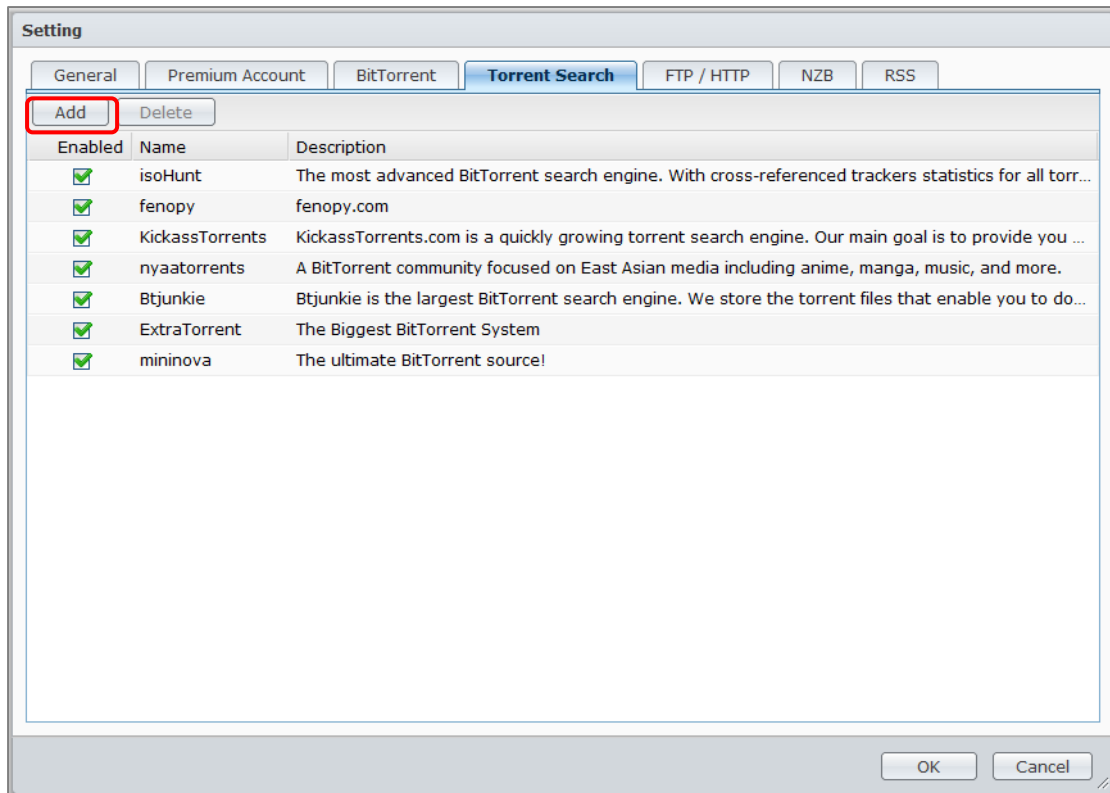 Setting
General Premium Account BitTorrent Torrent Search FTP / HTTP NZB RSS
Add Delete
Enabled Name Description
isoHunt The most advanced BitTorrent search engine. With cross-referenced trackers statistics for all torr...
fenopy fenopy.com
KickassTorrents KickassTorrents.com is a quickly growing torrent search engine. Our main goal is to provide you ...
nyaatorrents A BitTorrent community focused on East Asian media including anime, manga, music, and more.
Btjunkie Btjunkie is the largest BitTorrent search engine. We store the torrent files that enable you to do...
ExtraTorrent The Biggest BitTorrent System
mininova The ultimate BitTorrent source!
OK Cancel